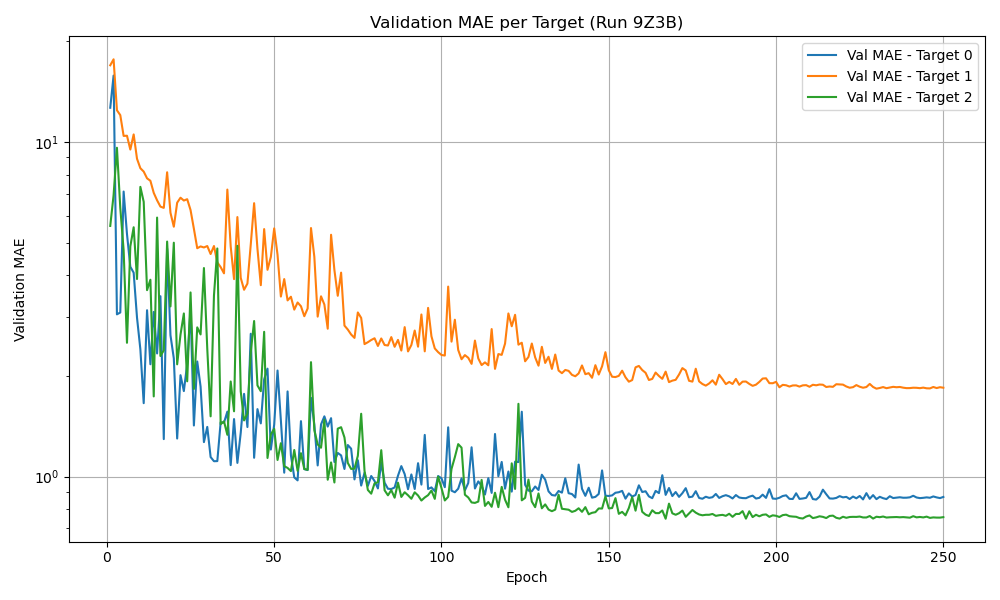 Validation MAE per Target (Run 9Z3B)
Val MAE - Target 0
Val MAE - Target 1
Val MAE - Target 2
Validation MAE
10¹
10⁰
0 50 100 150 200 250
Epoch